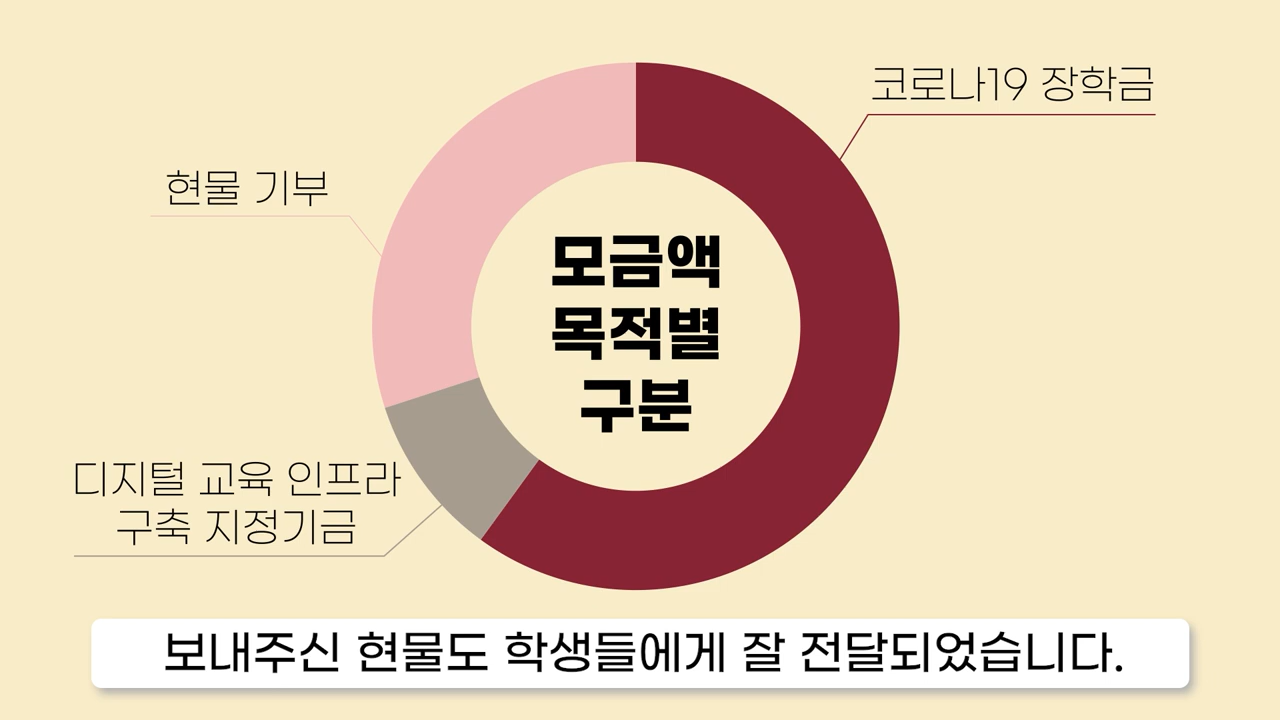 코로나19 장학금
현물 기부
모금액
목적별
구분
디지털 교육 인프라
구축 지정기금
보내주신 현물도 학생들에게 잘 전달되었습니다.